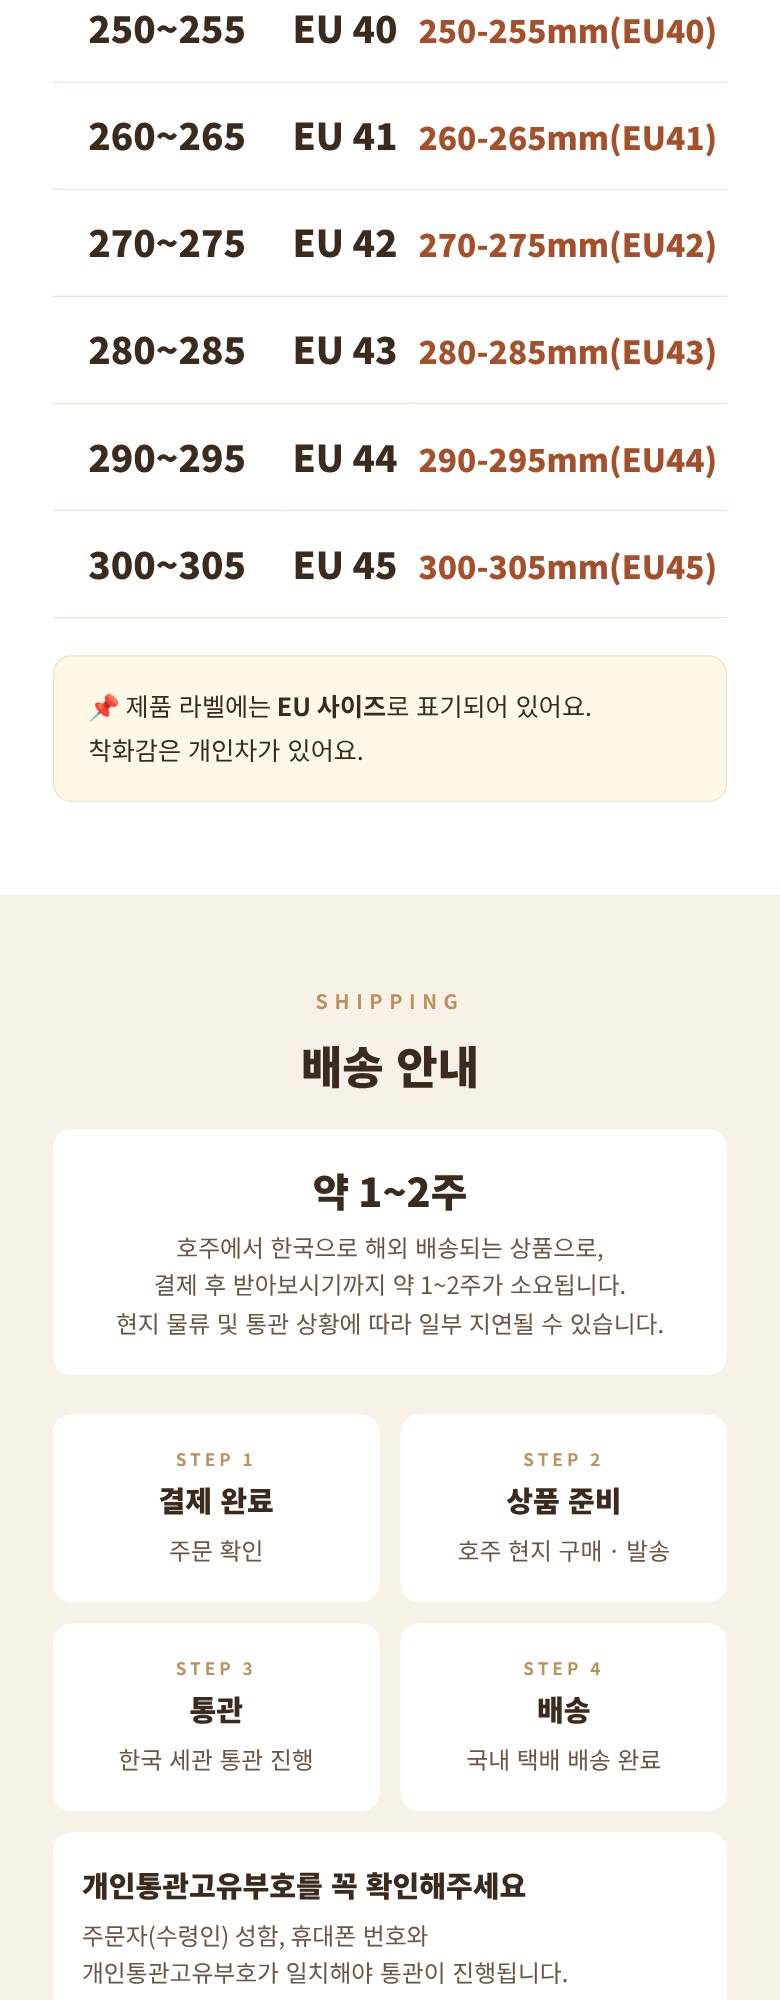 250~255 EU 40 250-255mm(EU40)
260~265 EU 41 260-265mm(EU41)
270~275 EU 42 270-275mm(EU42)
280~285 EU 43 280-285mm(EU43)
290~295 EU 44 290-295mm(EU44)
300~305 EU 45 300-305mm(EU45)
📌 제품 라벨에는 EU 사이즈로 표기되어 있어요.
착화감은 개인차가 있어요.
SHIPPING
배송 안내
약 1~2주
호주에서 한국으로 해외 배송되는 상품으로,
결제 후 받아보시기까지 약 1~2주가 소요됩니다.
현지 물류 및 통관 상황에 따라 일부 지연될 수 있습니다.
STEP 1
결제 완료
주문 확인
STEP 2
상품 준비
호주 현지 구매 · 발송
STEP 3
통관
한국 세관 통관 진행
STEP 4
배송
국내 택배 배송 완료
개인통관고유부호를 꼭 확인해주세요
주문자(수령인) 성함, 휴대폰 번호와
개인통관고유부호가 일치해야 통관이 진행됩니다.